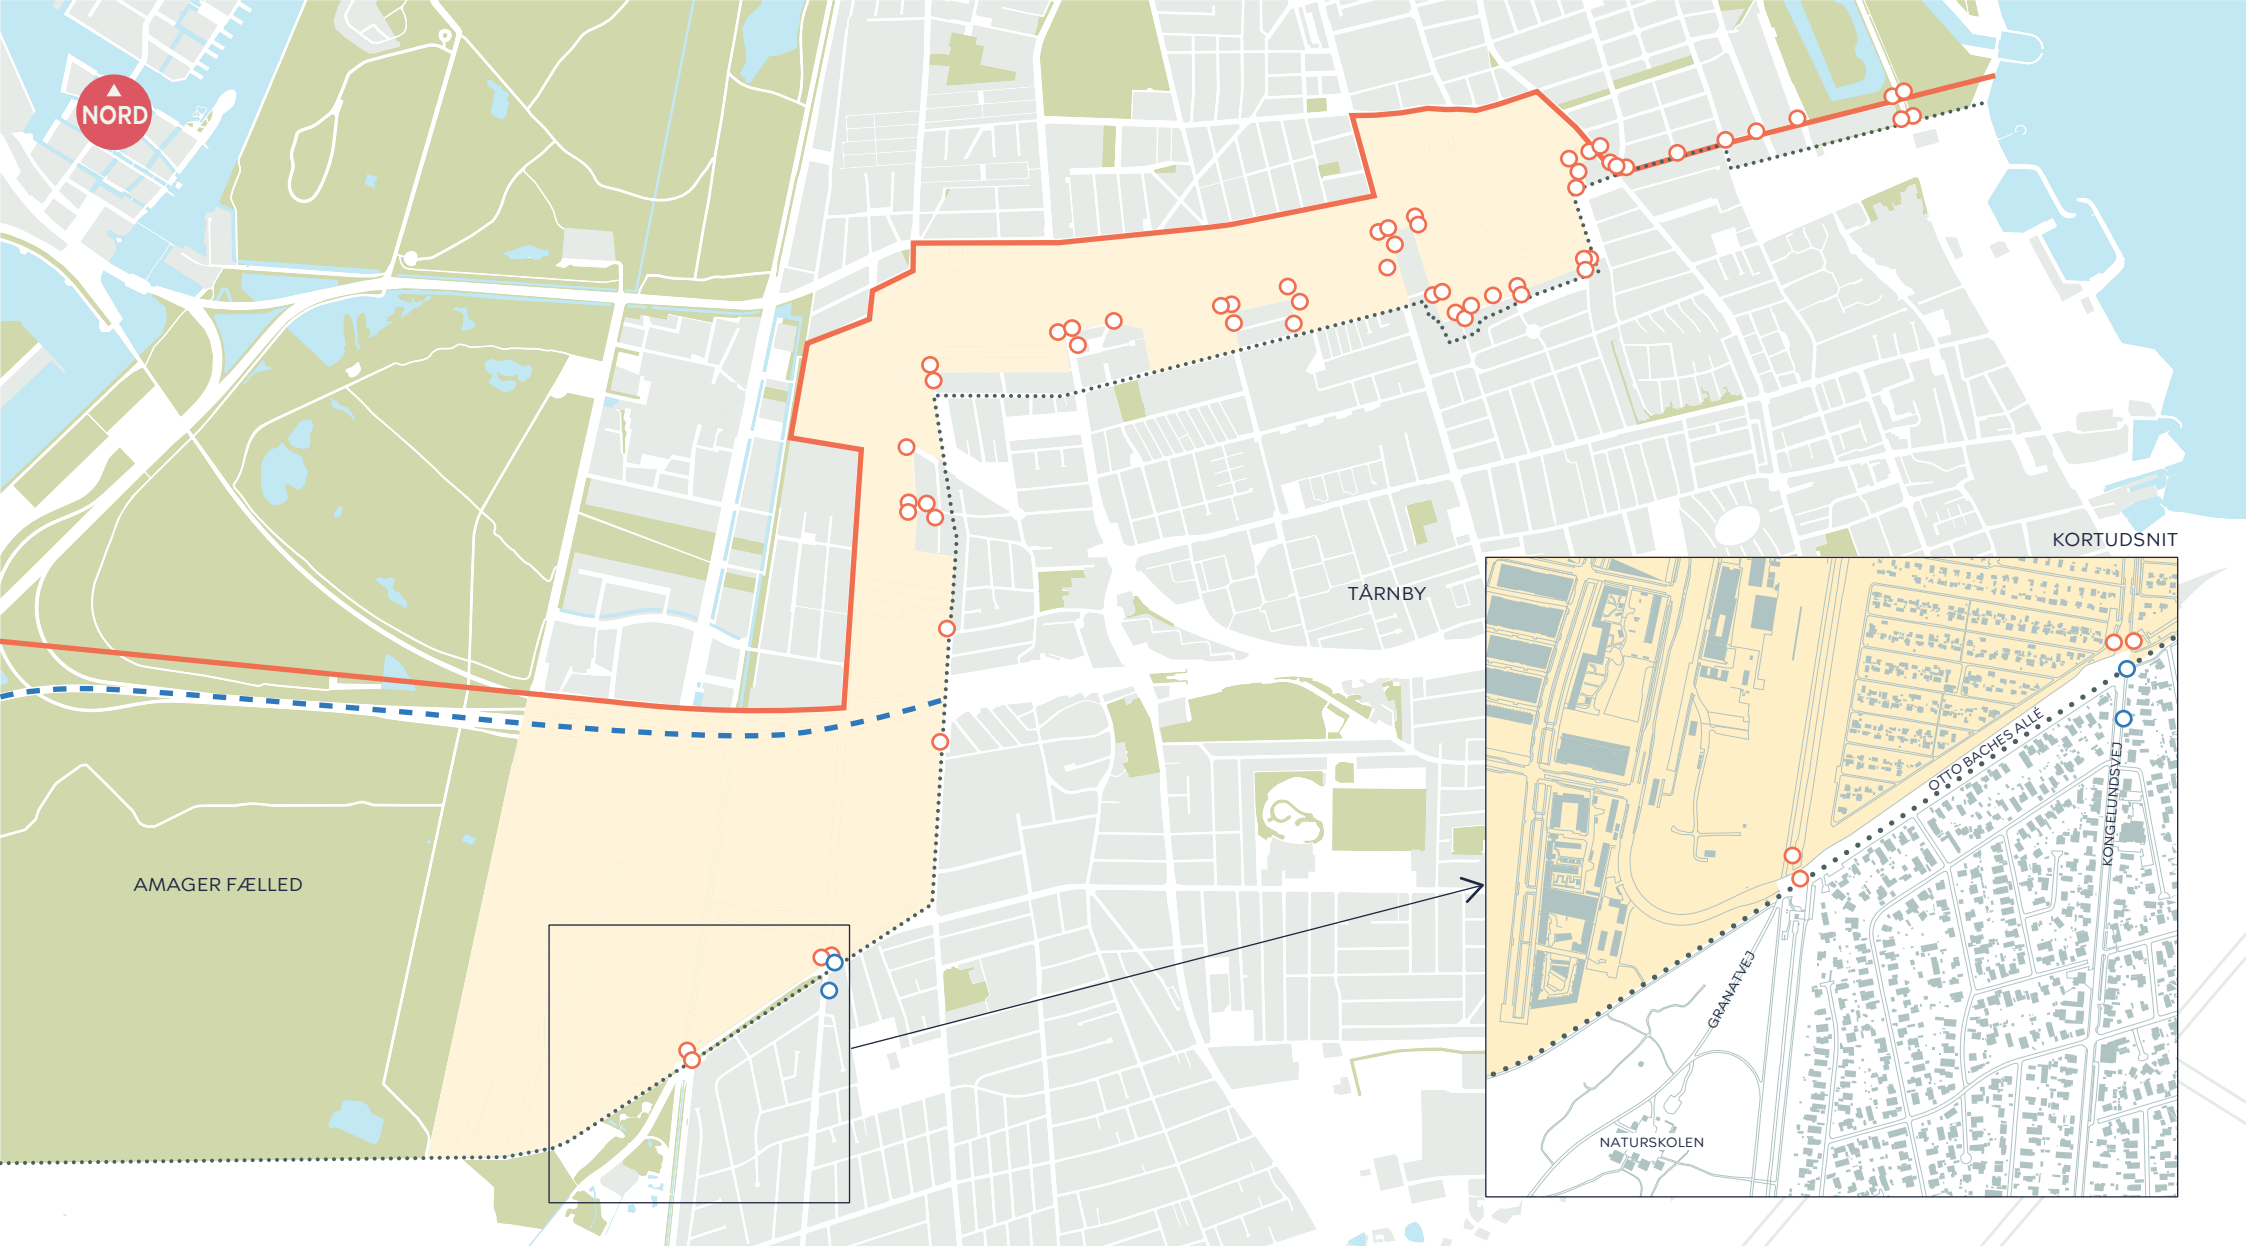 NORD
KORTUDSNIT
TÅRNBY
OTTO BACHES ALLÉ
KONGELUNDSVEJ
AMAGER FÆLLED
GRANATVEJ
NATURSKOLEN